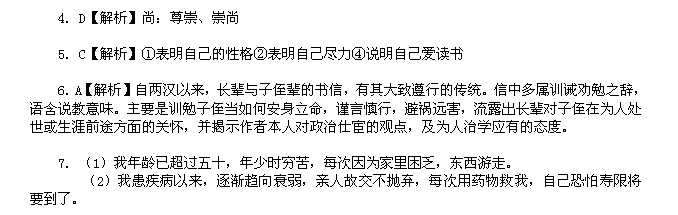 4. D【解析】尚：尊崇、崇尚
5. C【解析】①表明自己的性格②表明自己尽力④说明自己爱读书
6. A【解析】自两汉以来，长辈与子侄辈的书信，有其大致遵行的传统。信中多属训诫劝勉之辞，
语含说教意味。主要是训勉子侄当如何安身立命，谨言慎行，避祸远害，流露出长辈对子侄在为人处
世或生涯前途方面的关怀，并揭示作者本人对政治仕宦的观点，及为人治学应有的态度。
7. （1）我年龄已超过五十，年少时穷苦，每次因为家里困乏，东西游走。
（2）我患疾病以来，逐渐趋向衰弱，亲人故交不抛弃，每次用药物救我，自己恐怕寿限将
要到了。